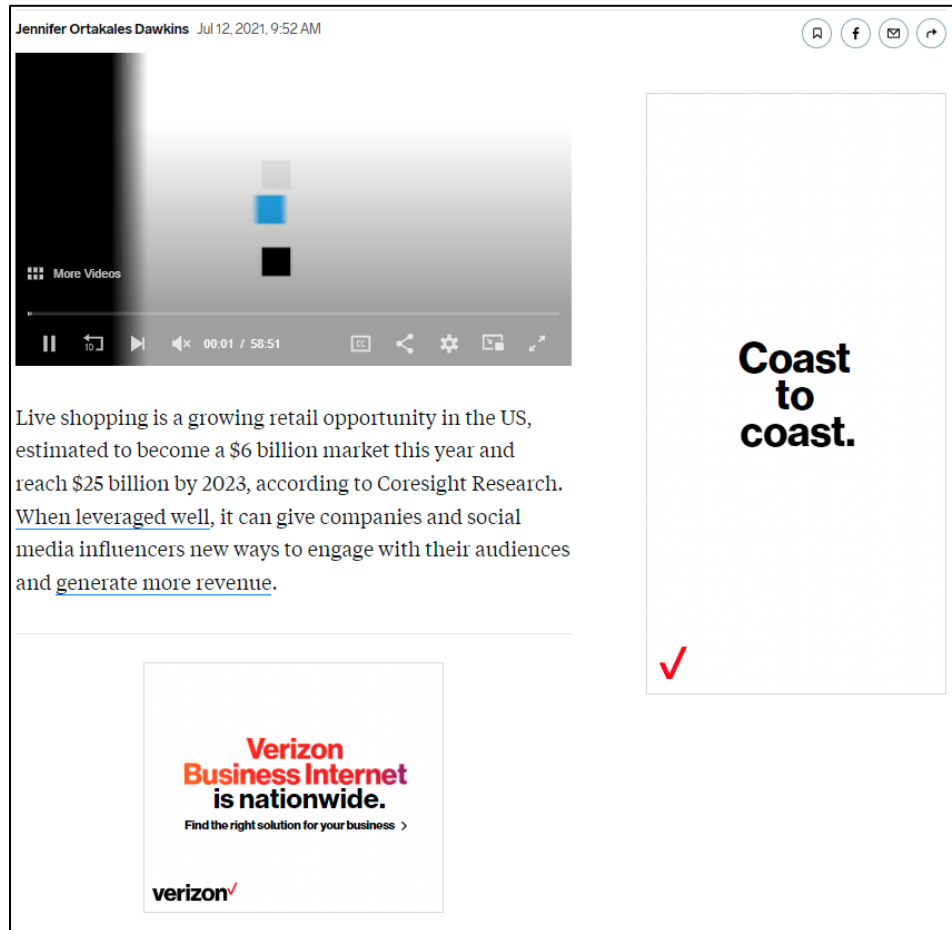 Jennifer Ortakales Dawkins Jul 12, 2021, 9:52 AM
f
More Videos
10
00:01 / 58:51
CC
Live shopping is a growing retail opportunity in the US,
estimated to become a $6 billion market this year and
reach $25 billion by 2023, according to Coresight Research.
When leveraged well, it can give companies and social
media influencers new ways to engage with their audiences
and generate more revenue.
Verizon
Business Internet
is nationwide.
Find the right solution for your business >
verizon✓
Coast
to
coast.